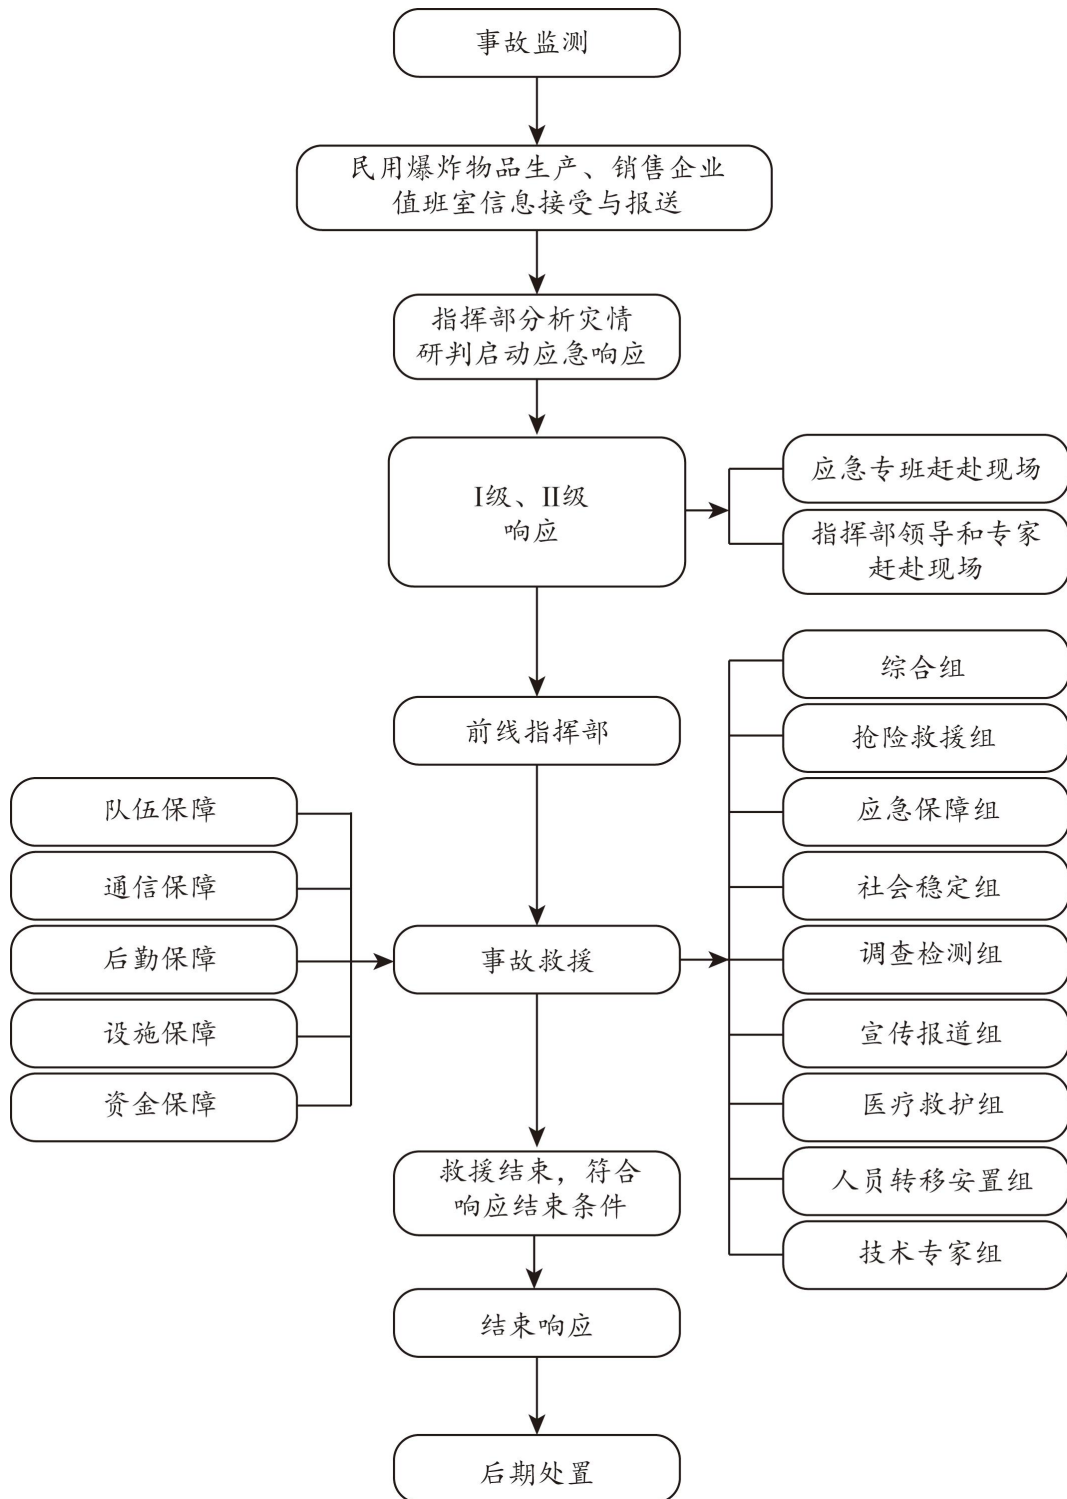 事故监测
民用爆炸物品生产、销售企业
值班室信息接受与报送
指挥部分析灾情
研判启动应急响应
I级、II级
响应
应急专班赶赴现场
指挥部领导和专家
赶赴现场
前线指挥部
队伍保障
通信保障
后勤保障
设施保障
资金保障
事故救援
综合组
抢险救援组
应急保障组
社会稳定组
调查检测组
宣传报道组
医疗救护组
人员转移安置组
技术专家组
救援结束，符合
响应结束条件
结束响应
后期处置